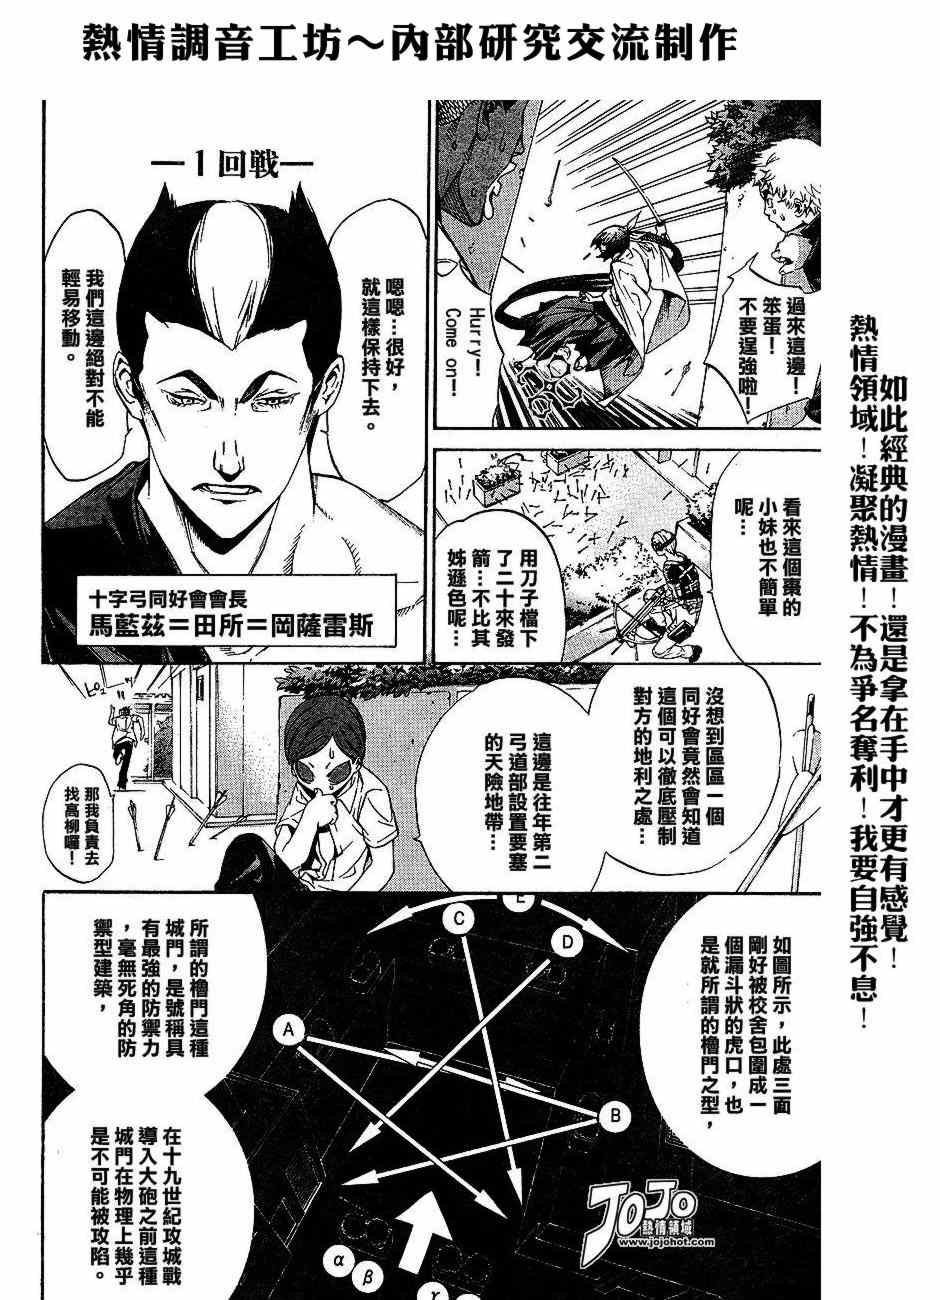 熱情調音工坊～內部研究交流制作
過來這邊！
笨蛋！
不要逞強啦！
Hurry!
Come on!
—1回戦—
嗯嗯…很好，
就這樣保持下去
。
我們這邊絕對不能
輕易移動。
十字弓同好會會長
馬藍茲＝田所＝岡薩雷斯
看來這個棗的
小妹也不簡單
呢…
用刀子檔下
了二十來發
箭…不比其
姊遜色呢…
沒想到區區一個
同好會竟然會知道
這個可以徹底壓制
對方的地利之處…
這邊是往年第二
弓道部設置要塞
的天險地帶…
那我負責去
找高柳囉！
如圖所示，此處三面
剛好被校舍包圍成一
個漏斗狀的虎口，也
是就所謂的櫓門之型，
所謂的櫓門這種
城門，是號稱具
有最強的防禦力
，毫無死角的防
禦型建築，
在十九世紀攻城戰
導入大砲之前這種
城門在物理上幾乎
是不可能被攻陷。
E
C
D
A
B
α
β
γ
JOJO
熱情領域
www.jojohot.com
如此經典的漫畫！還是拿在手中才更有感覺！
熱情領域！凝聚熱情！不為爭名奪利！我要自強不息！